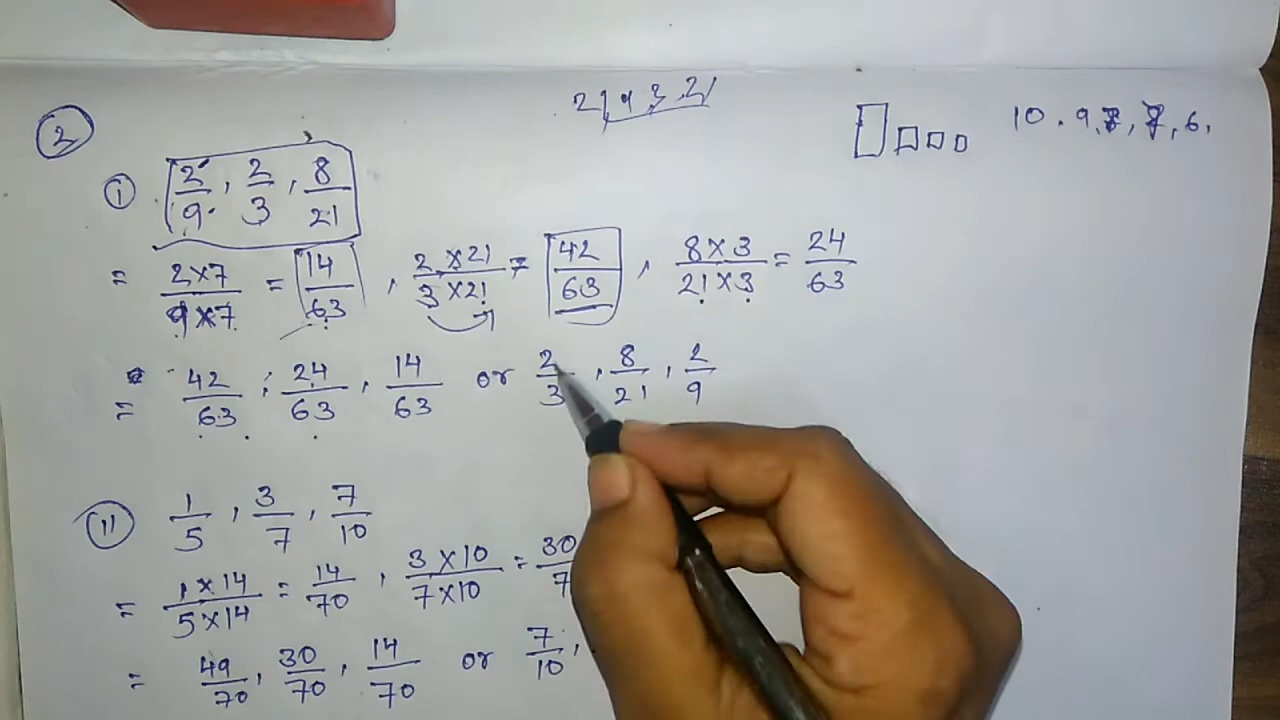 2) 9, 3, 21
10. 9, 8, 7, 6,
2
i) 2/9, 2/3, 8/21
= 2×7/9×7 = 14/63, 2×21/3×21 = 42/63, 8×3/21×3 = 24/63
= 42/63, 24/63, 14/63 or 2/3, 8/21, 2/9
ii) 1/5, 3/7, 7/10
= 1×14/5×14 = 14/70, 3×10/7×10 = 30/7
= 49/70, 30/70, 14/70 or 7/10,